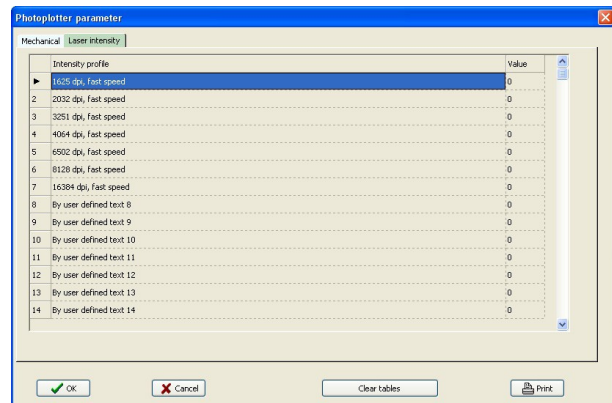 Photoplotter parameter
Mechanical Laser intensity
Intensity profile Value
1625 dpi, fast speed 0
2 2032 dpi, fast speed 0
3 3251 dpi, fast speed 0
4 4064 dpi, fast speed 0
5 6502 dpi, fast speed 0
6 8128 dpi, fast speed 0
7 16384 dpi, fast speed 0
8 By user defined text 8 0
9 By user defined text 9 0
10 By user defined text 10 0
11 By user defined text 11 0
12 By user defined text 12 0
13 By user defined text 13 0
14 By user defined text 14 0
OK Cancel Clear tables Print